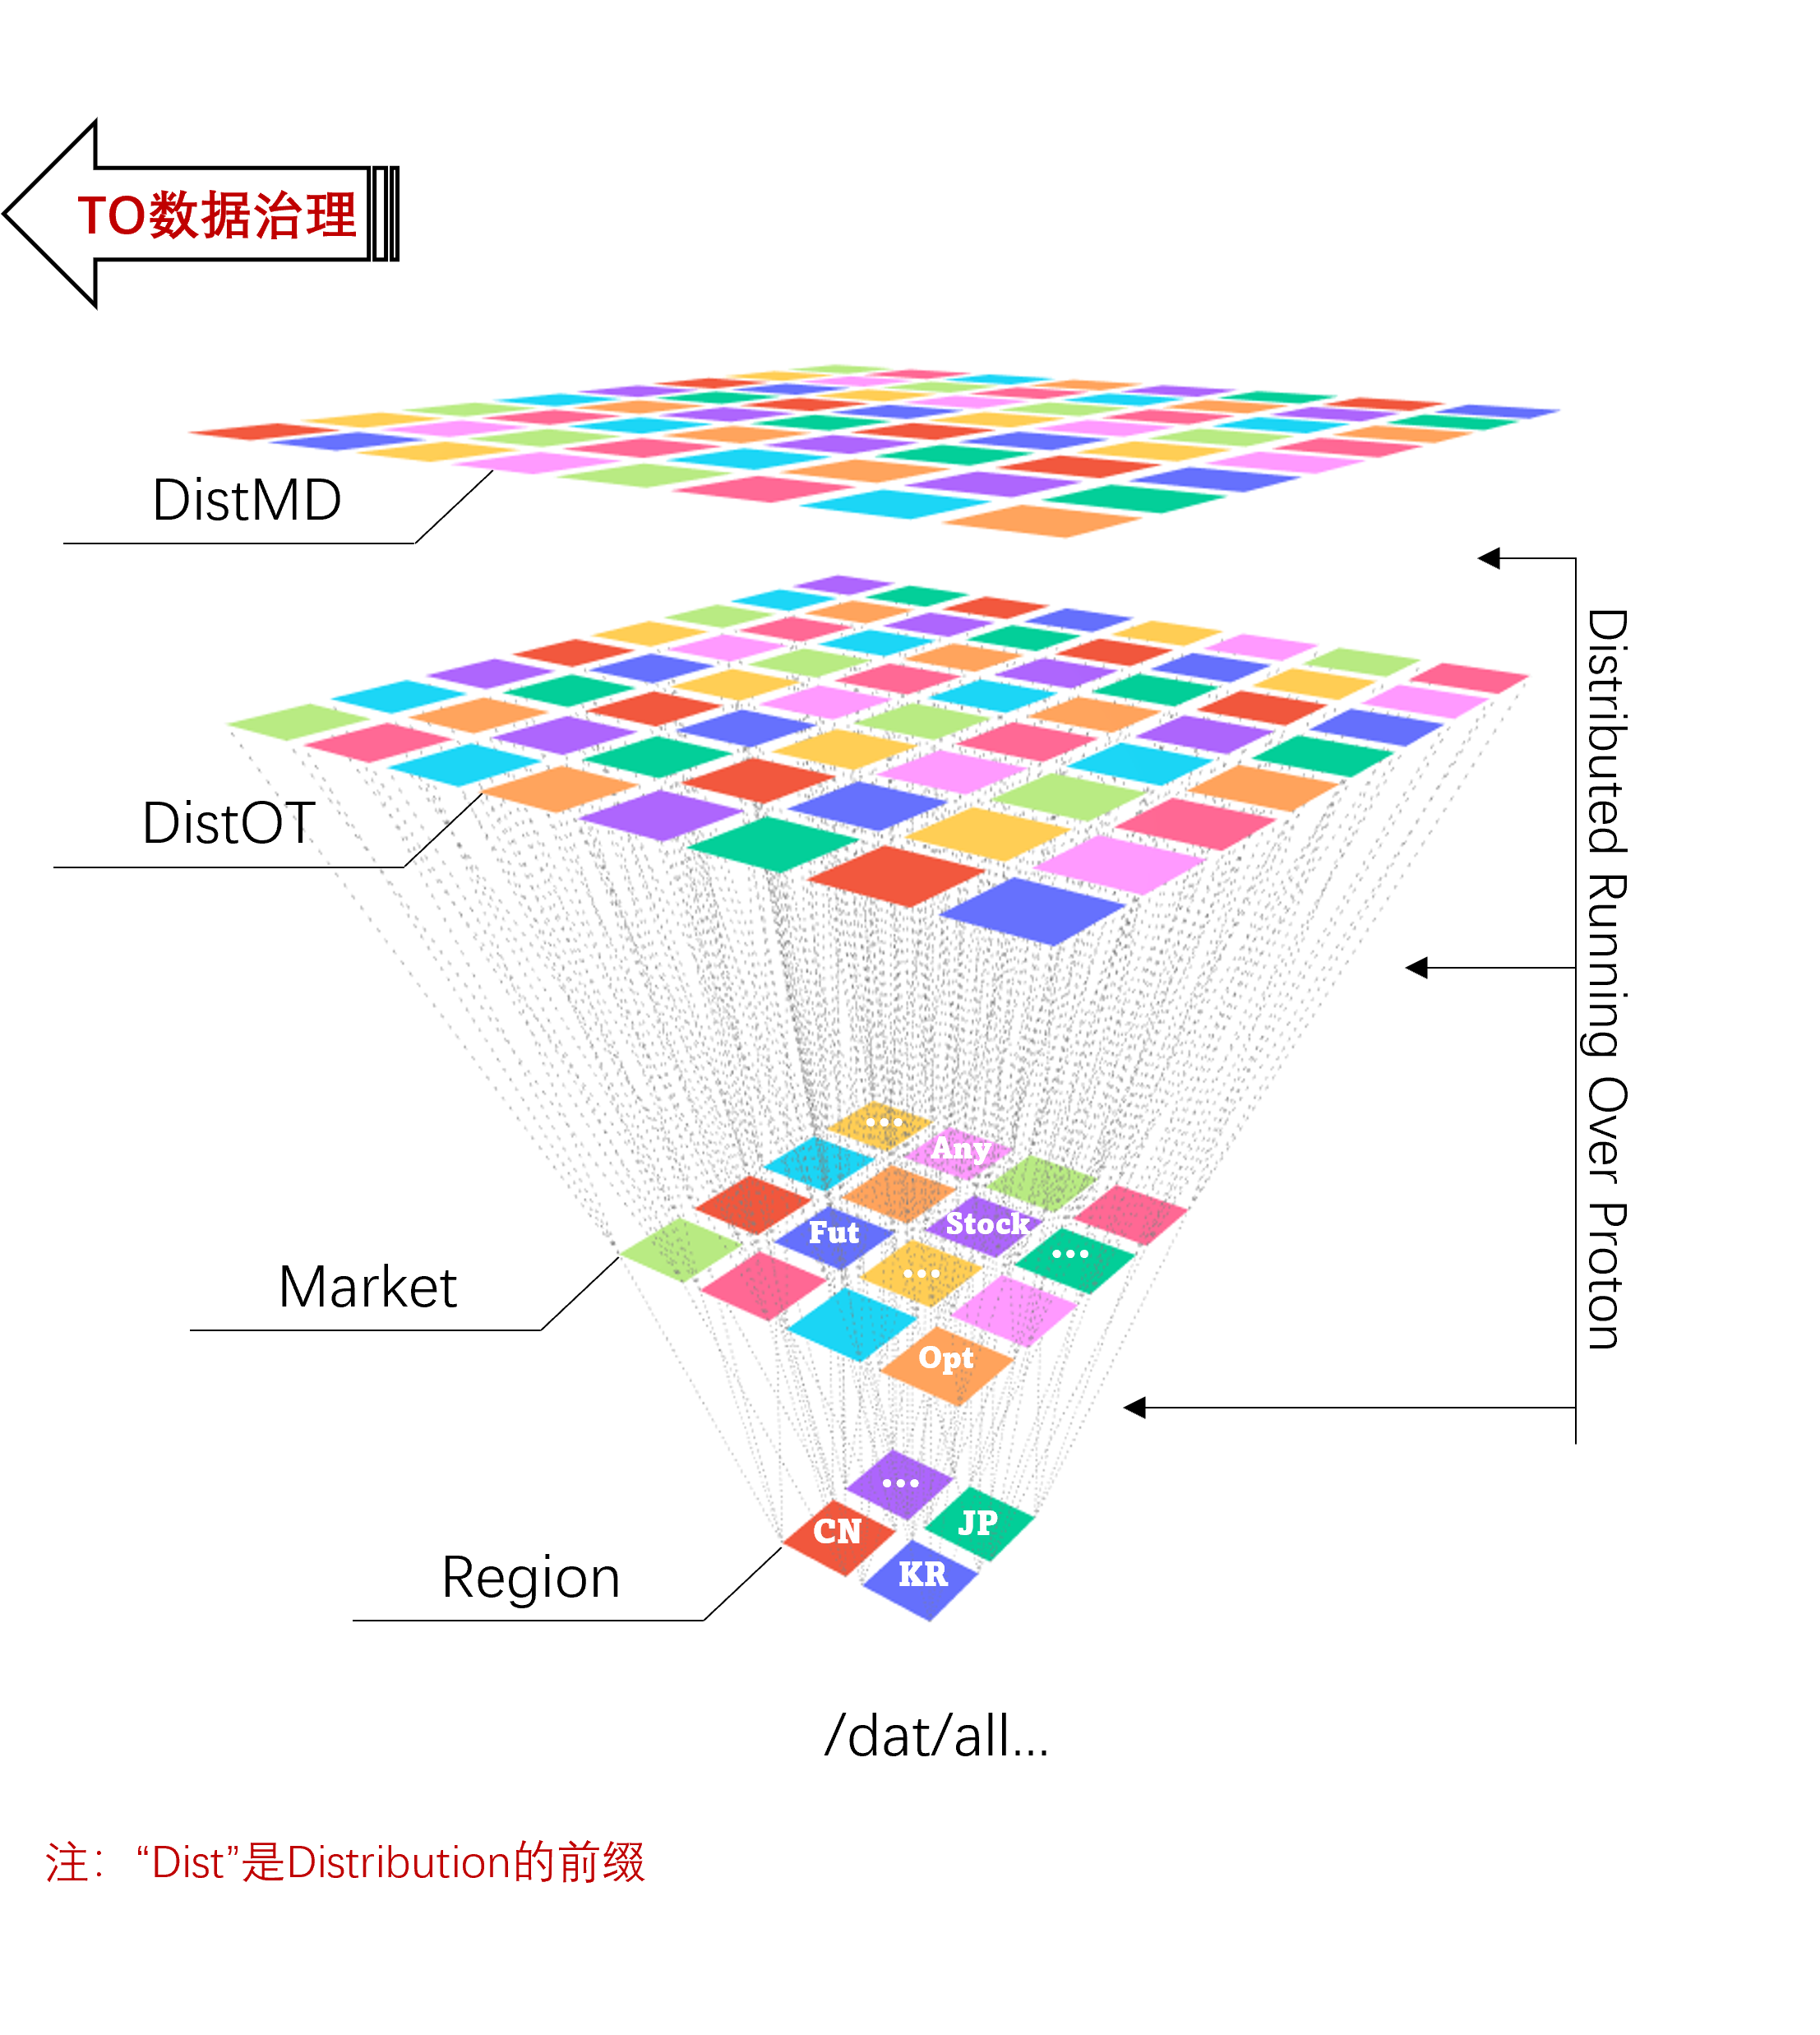 TO数据治理
DistMD
DistOT
Distributed Running Over Proton
...
Any
Stock
Fut
...
...
Market
Opt
...
JP
CN
KR
Region
/dat/all...
注：“Dist”是Distribution的前缀